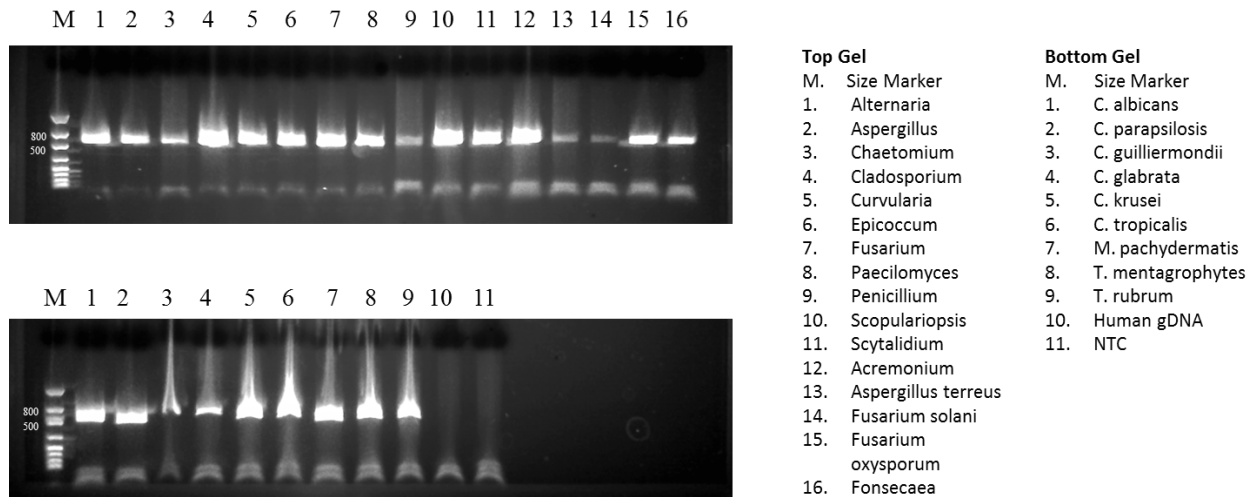 M 1 2 3 4 5 6 7 8 9 10 11 12 13 14 15 16
800
500
M 1 2 3 4 5 6 7 8 9 10 11
800
500
Top Gel
M. Size Marker
1. Alternaria
2. Aspergillus
3. Chaetomium
4. Cladosporium
5. Curvularia
6. Epicoccum
7. Fusarium
8. Paecilomyces
9. Penicillium
10. Scopulariopsis
11. Scytalidium
12. Acremonium
13. Aspergillus terreus
14. Fusarium solani
15. Fusarium
oxysporum
16. Fonsecaea
Bottom Gel
M. Size Marker
1. C. albicans
2. C. parapsilosis
3. C. guilliermondii
4. C. glabrata
5. C. krusei
6. C. tropicalis
7. M. pachydermatis
8. T. mentagrophytes
9. T. rubrum
10. Human gDNA
11. NTC